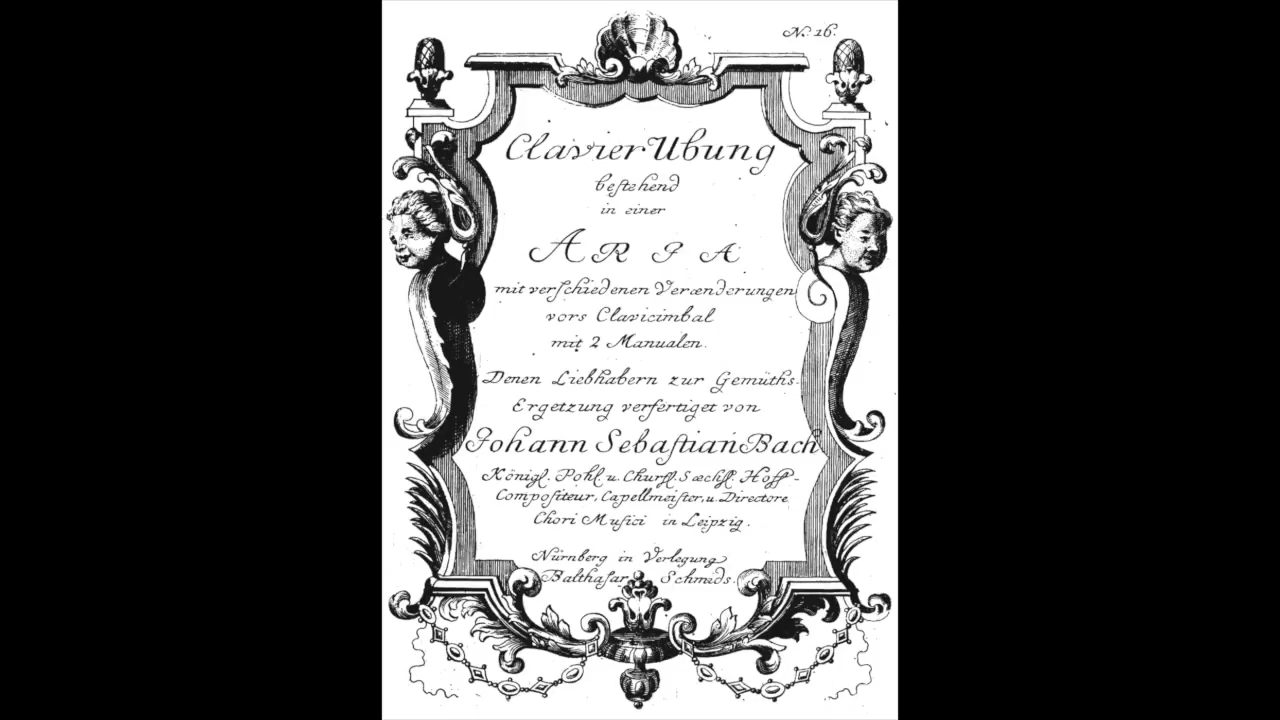 N.º 16.
Clavier Ubung
bestehend
in einer
ARIA
mit verschiedenen Verænderungen
vors Clavicimbal
mit 2 Manualen.
Denen Liebhabern zur Gemüths-
Ergetzung verfertiget von
Johann Sebastian Bach
Königl. Pohl. u. Churfl. Sæchß. Hoff-
Compositeur, Capellmeister, u. Directore
Chori Musici in Leipzig.
Nürnberg in Verlegung
Balthasar Schmids.